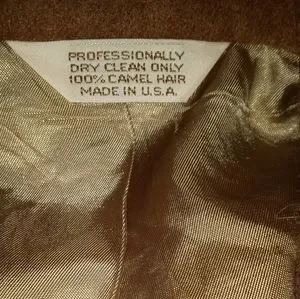 PROFESSIONALLY
DRY CLEAN ONLY
100% CAMEL HAIR
MADE IN U.S.A.